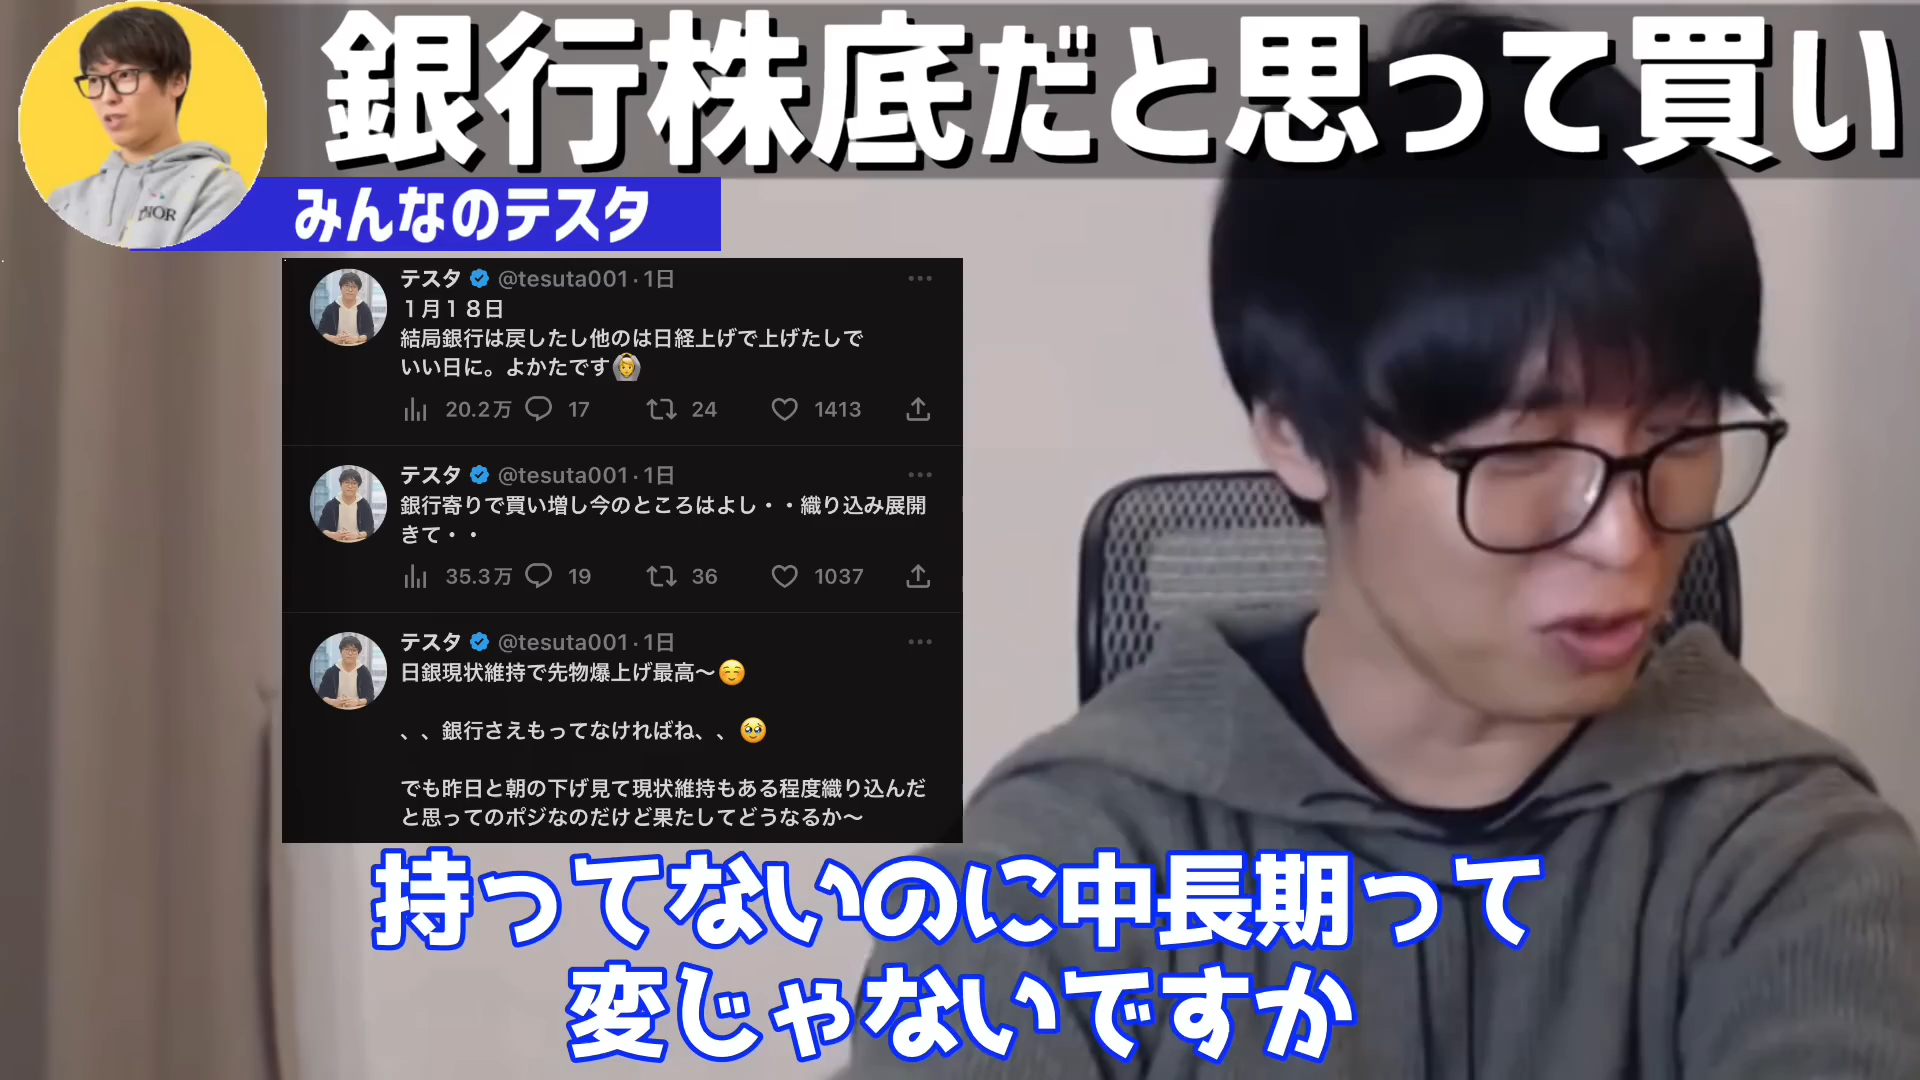 銀行株底だと思って買い
みんなのテスタ
DIOR
テスタ @tesuta001・1日
1月18日
結局銀行は戻したし他のは日経上げで上げたしで
いい日に。よかたです🙆‍♂️
20.2万 17 24 1413
テスタ @tesuta001・1日
銀行寄りで買い増し今のところはよし・・織り込み展開
きて・・
35.3万 19 36 1037
テスタ @tesuta001・1日
日銀現状維持で先物爆上げ最高〜☺️
、、銀行さえもってなければね、、🥹
でも昨日と朝の下げ見て現状維持もある程度織り込んだ
と思ってのポジなのだけど果たしてどうなるか〜
持ってないのに中長期って
変じゃないですか